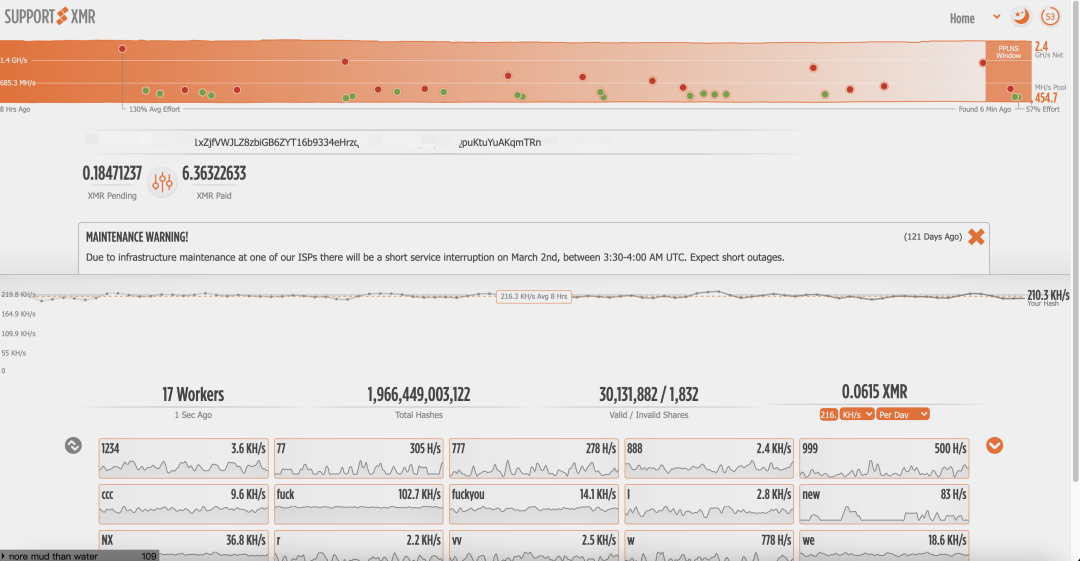 SUPPORT XMR
Home
53
1.4 GH/s
685.3 MH/s
8 Hrs Ago
130% Avg Effort
PPLNS
Window
2.4
GH/s Net
MH/s Pool
454.7
Found 6 Min Ago
57% Effort
xZjfVWJLZ8zbiGB6ZYT16b9334eHrz
puKtuYuAKqmTRn
0.18471237
XMR Pending
6.36322633
XMR Paid
MAINTENANCE WARNING!
(121 Days Ago)
Due to infrastructure maintenance at one of our ISPs there will be a short service interruption on March 2nd, between 3:30-4:00 AM UTC. Expect short outages.
219.8 KH/s
164.9 KH/s
109.9 KH/s
55 KH/s
0
216.3 KH/s Avg 8 Hrs
210.3 KH/s
Your Hash
17 Workers
1 Sec Ago
1,966,449,003,122
Total Hashes
30,131,882 / 1,832
Valid / Invalid Shares
0.0615 XMR
216. KH/s Per Day
1234 3.6 KH/s
77 305 H/s
777 278 H/s
888 2.4 KH/s
999 500 H/s
ccc 9.6 KH/s
fuck 102.7 KH/s
fuckyou 14.1 KH/s
l 2.8 KH/s
new 83 H/s
NX 36.8 KH/s
r 2.2 KH/s
vv 2.5 KH/s
w 778 H/s
we 18.6 KH/s
more mud than water 109